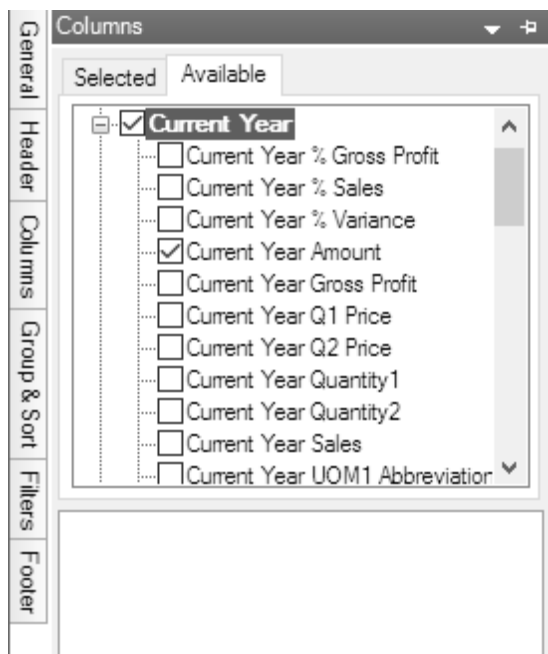 Columns
General
Header
Columns
Group & Sort
Filters
Footer
Selected
Available
Current Year
Current Year % Gross Profit
Current Year % Sales
Current Year % Variance
Current Year Amount
Current Year Gross Profit
Current Year Q1 Price
Current Year Q2 Price
Current Year Quantity1
Current Year Quantity2
Current Year Sales
Current Year UOM1 Abbreviation